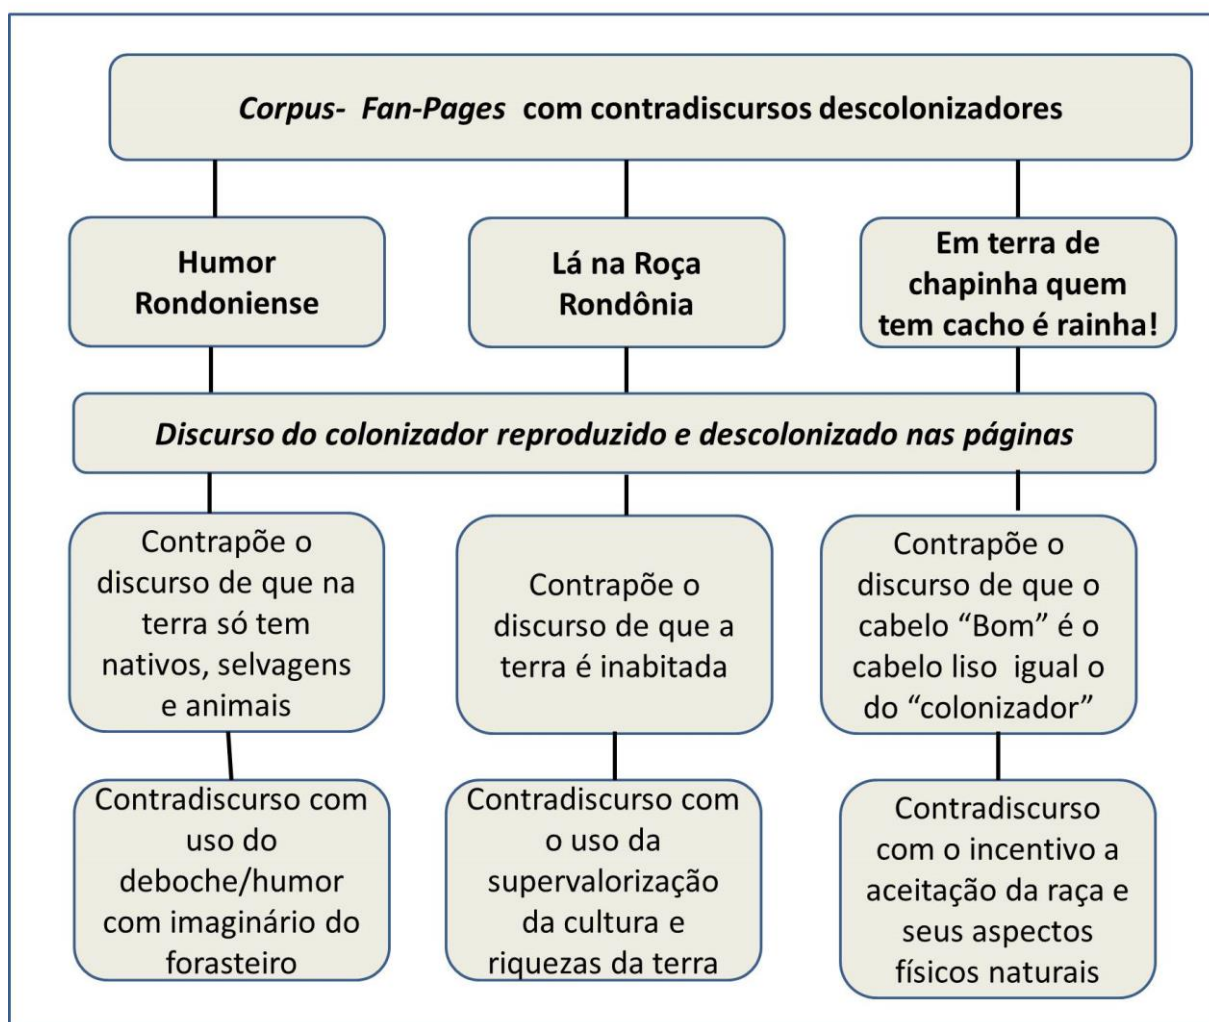 Corpus- Fan-Pages com contradiscursos descolonizadores
Humor
Rondoniense
Lá na Roça
Rondônia
Em terra de
chapinha quem
tem cacho é rainha!
Discurso do colonizador reproduzido e descolonizado nas páginas
Contrapõe o
discurso de que na
terra só tem
nativos, selvagens
e animais
Contrapõe o
discurso de que a
terra é inabitada
Contrapõe o
discurso de que o
cabelo “Bom” é o
cabelo liso igual o
do “colonizador”
Contradiscurso com
uso do
deboche/humor
com imaginário do
forasteiro
Contradiscurso com
o uso da
supervalorização
da cultura e
riquezas da terra
Contradiscurso
com o incentivo a
aceitação da raça e
seus aspectos
físicos naturais